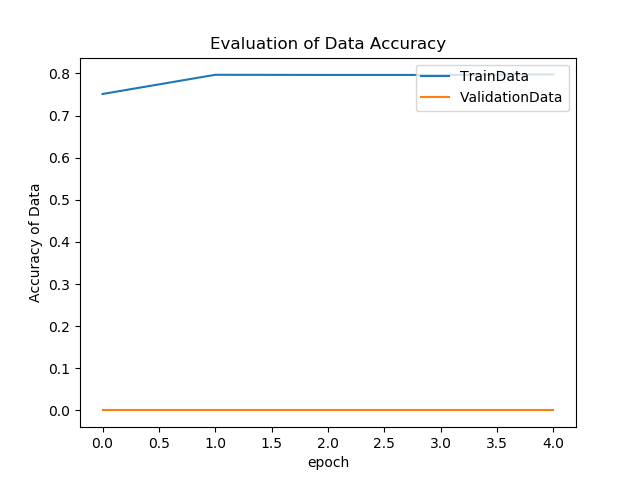 Evaluation of Data Accuracy
Accuracy of Data
0.8
0.7
0.6
0.5
0.4
0.3
0.2
0.1
0.0
TrainData
ValidationData
0.0 0.5 1.0 1.5 2.0 2.5 3.0 3.5 4.0
epoch